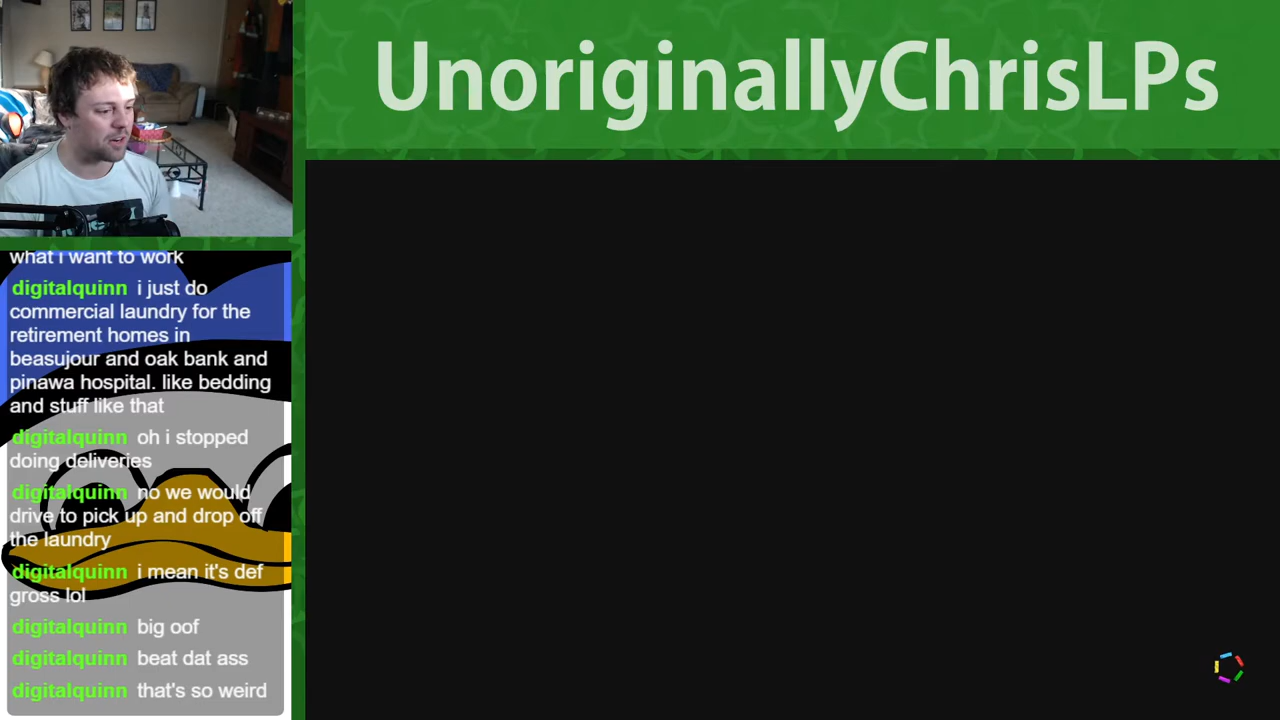 UnoriginallyChrisLPs
what i want to work
digitalquinn i just do
commercial laundry for the
retirement homes in
beasujour and oak bank and
pinawa hospital. like bedding
and stuff like that
digitalquinn oh i stopped
doing deliveries
digitalquinn no we would
drive to pick up and drop off
the laundry
digitalquinn i mean it's def
gross lol
digitalquinn big oof
digitalquinn beat dat ass
digitalquinn that's so weird